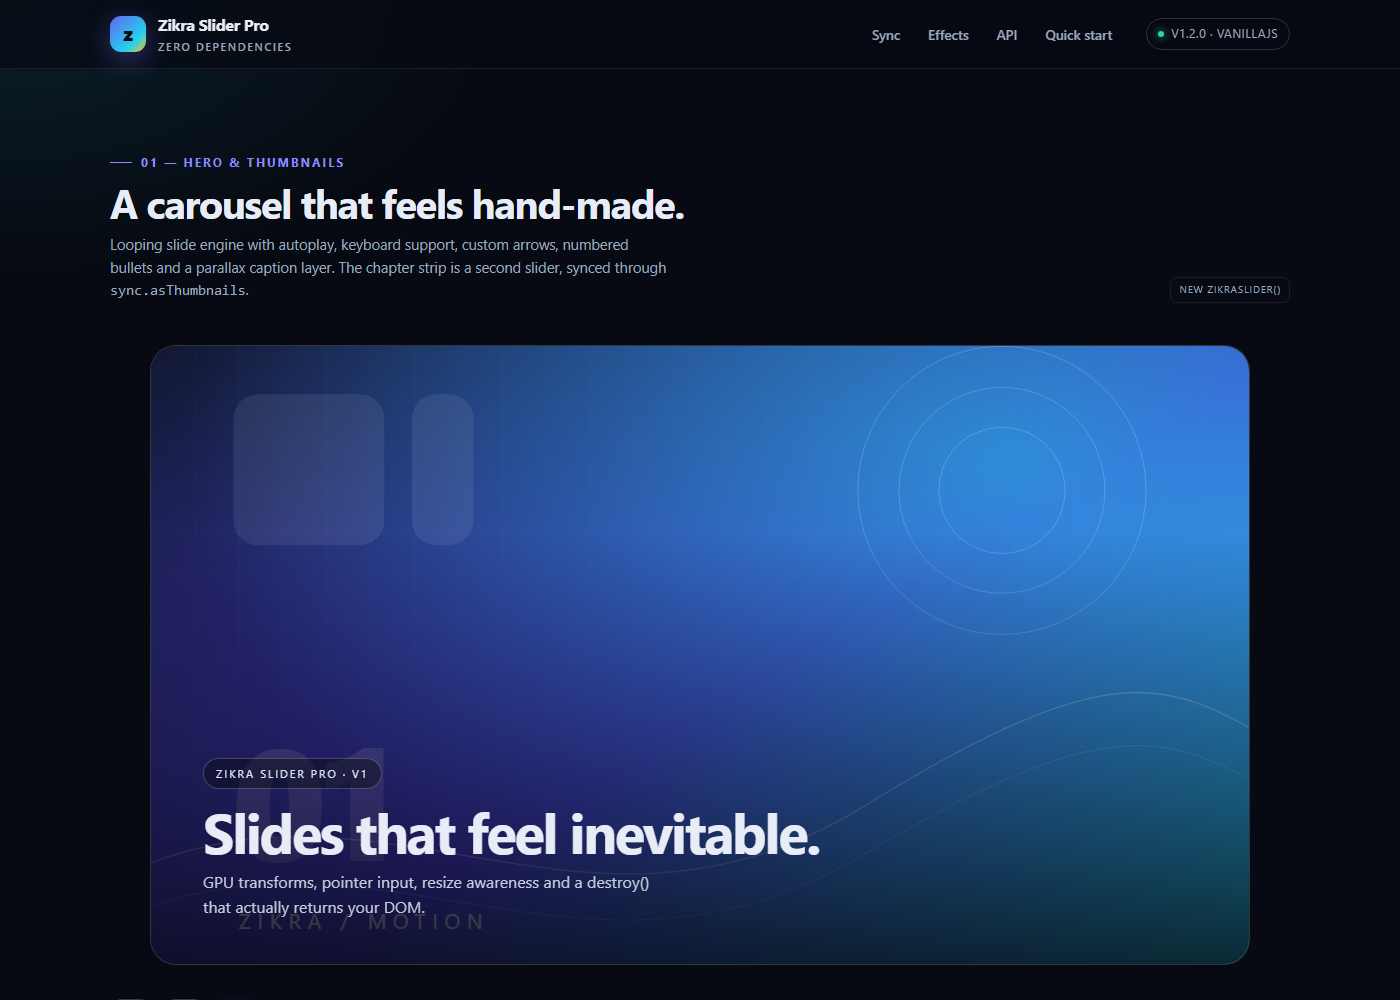 z
Zikra Slider Pro
ZERO DEPENDENCIES
Sync
Effects
API
Quick start
V1.2.0 · VANILLAJS
01 — HERO & THUMBNAILS
A carousel that feels hand-made.
Looping slide engine with autoplay, keyboard support, custom arrows, numbered
bullets and a parallax caption layer. The chapter strip is a second slider, synced through
sync.asThumbnails.
NEW ZIKRASLIDER()
01
ZIKRA SLIDER PRO · V1
Slides that feel inevitable.
GPU transforms, pointer input, resize awareness and a destroy()
that actually returns your DOM.
ZIKRA / MOTION